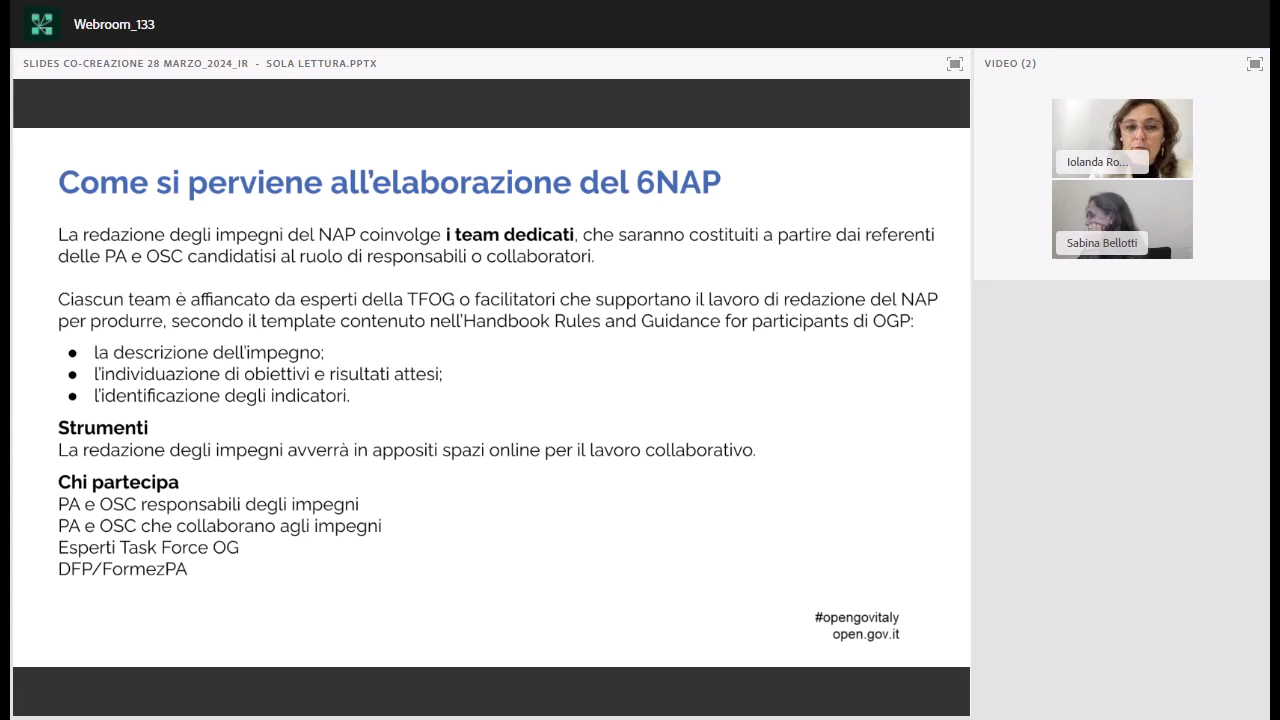 Webroom_133
SLIDES CO-CREAZIONE 28 MARZO_2024_IR - SOLA LETTURA.PPTX
VIDEO (2)
Iolanda Ro...
Sabina Bellotti
Come si perviene all'elaborazione del 6NAP
La redazione degli impegni del NAP coinvolge i team dedicati, che saranno costituiti a partire dai referenti
delle PA e OSC candidatisi al ruolo di responsabili o collaboratori.
Ciascun team è affiancato da esperti della TFOG o facilitatori che supportano il lavoro di redazione del NAP
per produrre, secondo il template contenuto nell'Handbook Rules and Guidance for participants di OGP:
● la descrizione dell'impegno;
● l'individuazione di obiettivi e risultati attesi;
● l'identificazione degli indicatori.
Strumenti
La redazione degli impegni avverrà in appositi spazi online per il lavoro collaborativo.
Chi partecipa
PA e OSC responsabili degli impegni
PA e OSC che collaborano agli impegni
Esperti Task Force OG
DFP/FormezPA
#opengovitaly
open.gov.it